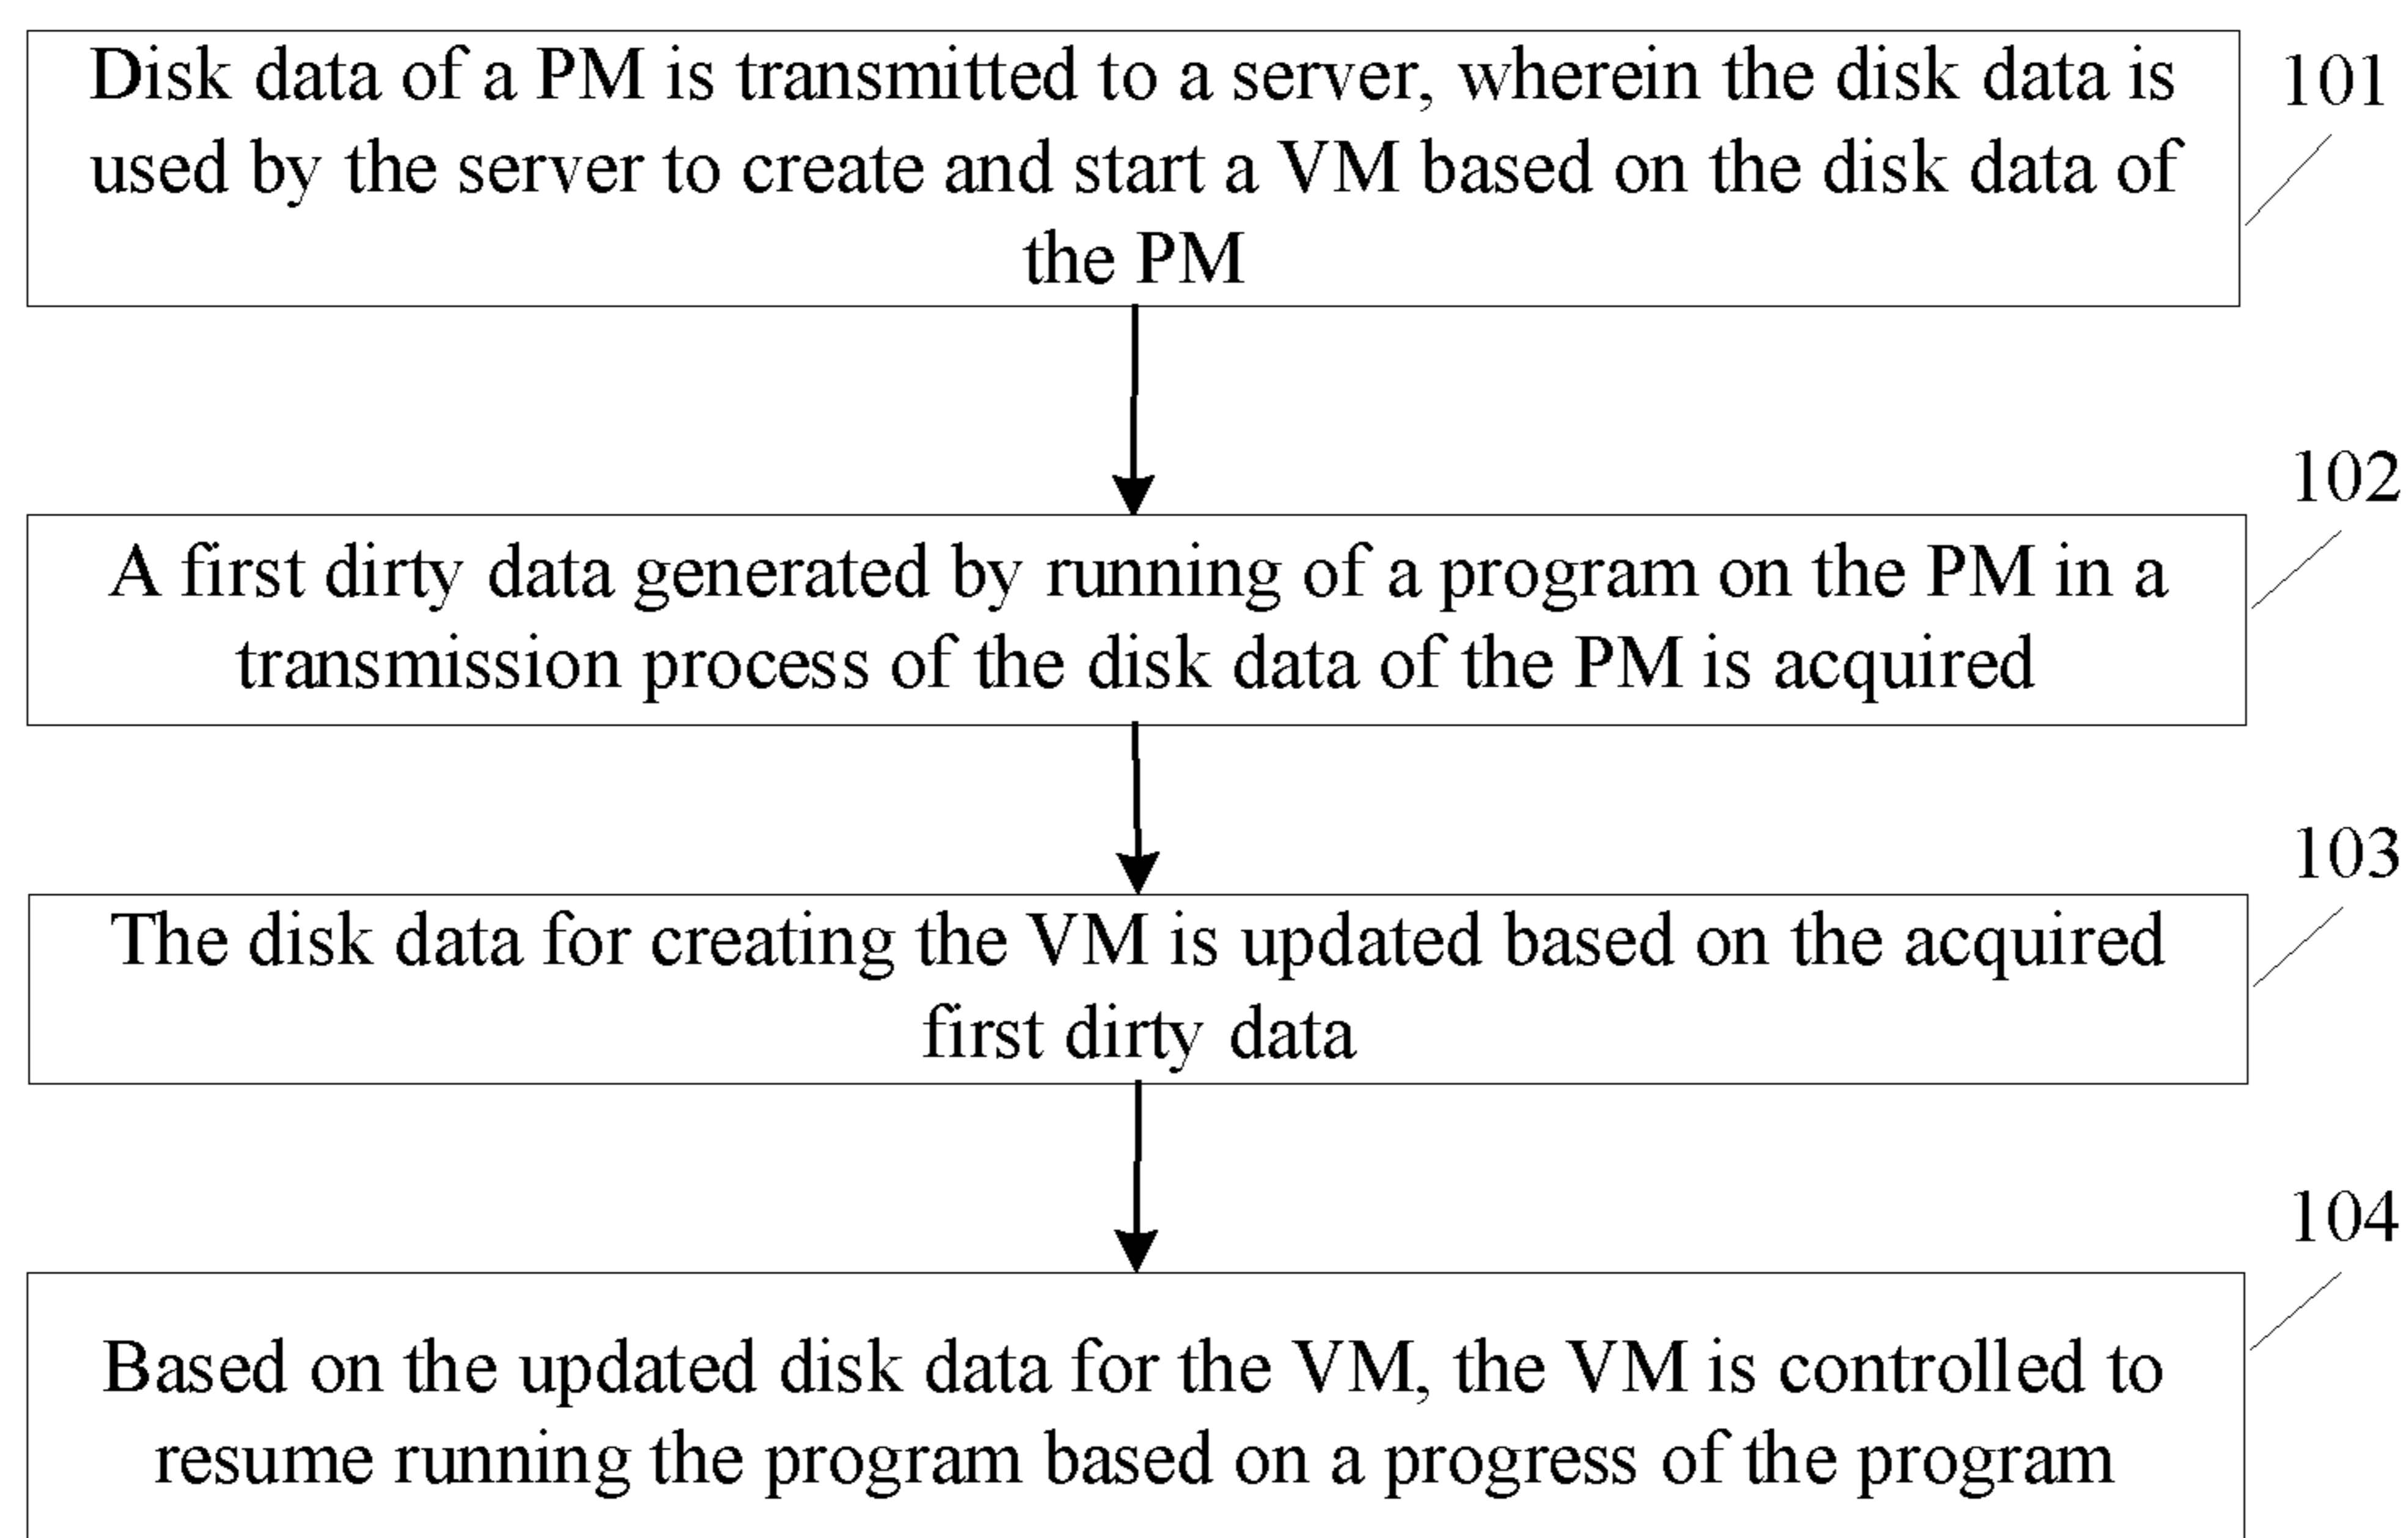 Disk data of a PM is transmitted to a server, wherein the disk data is
used by the server to create and start a VM based on the disk data of
the PM
101
102
A first dirty data generated by running of a program on the PM in a
transmission process of the disk data of the PM is acquired
103
The disk data for creating the VM is updated based on the acquired
first dirty data
104
Based on the updated disk data for the VM, the VM is controlled to
resume running the program based on a progress of the program